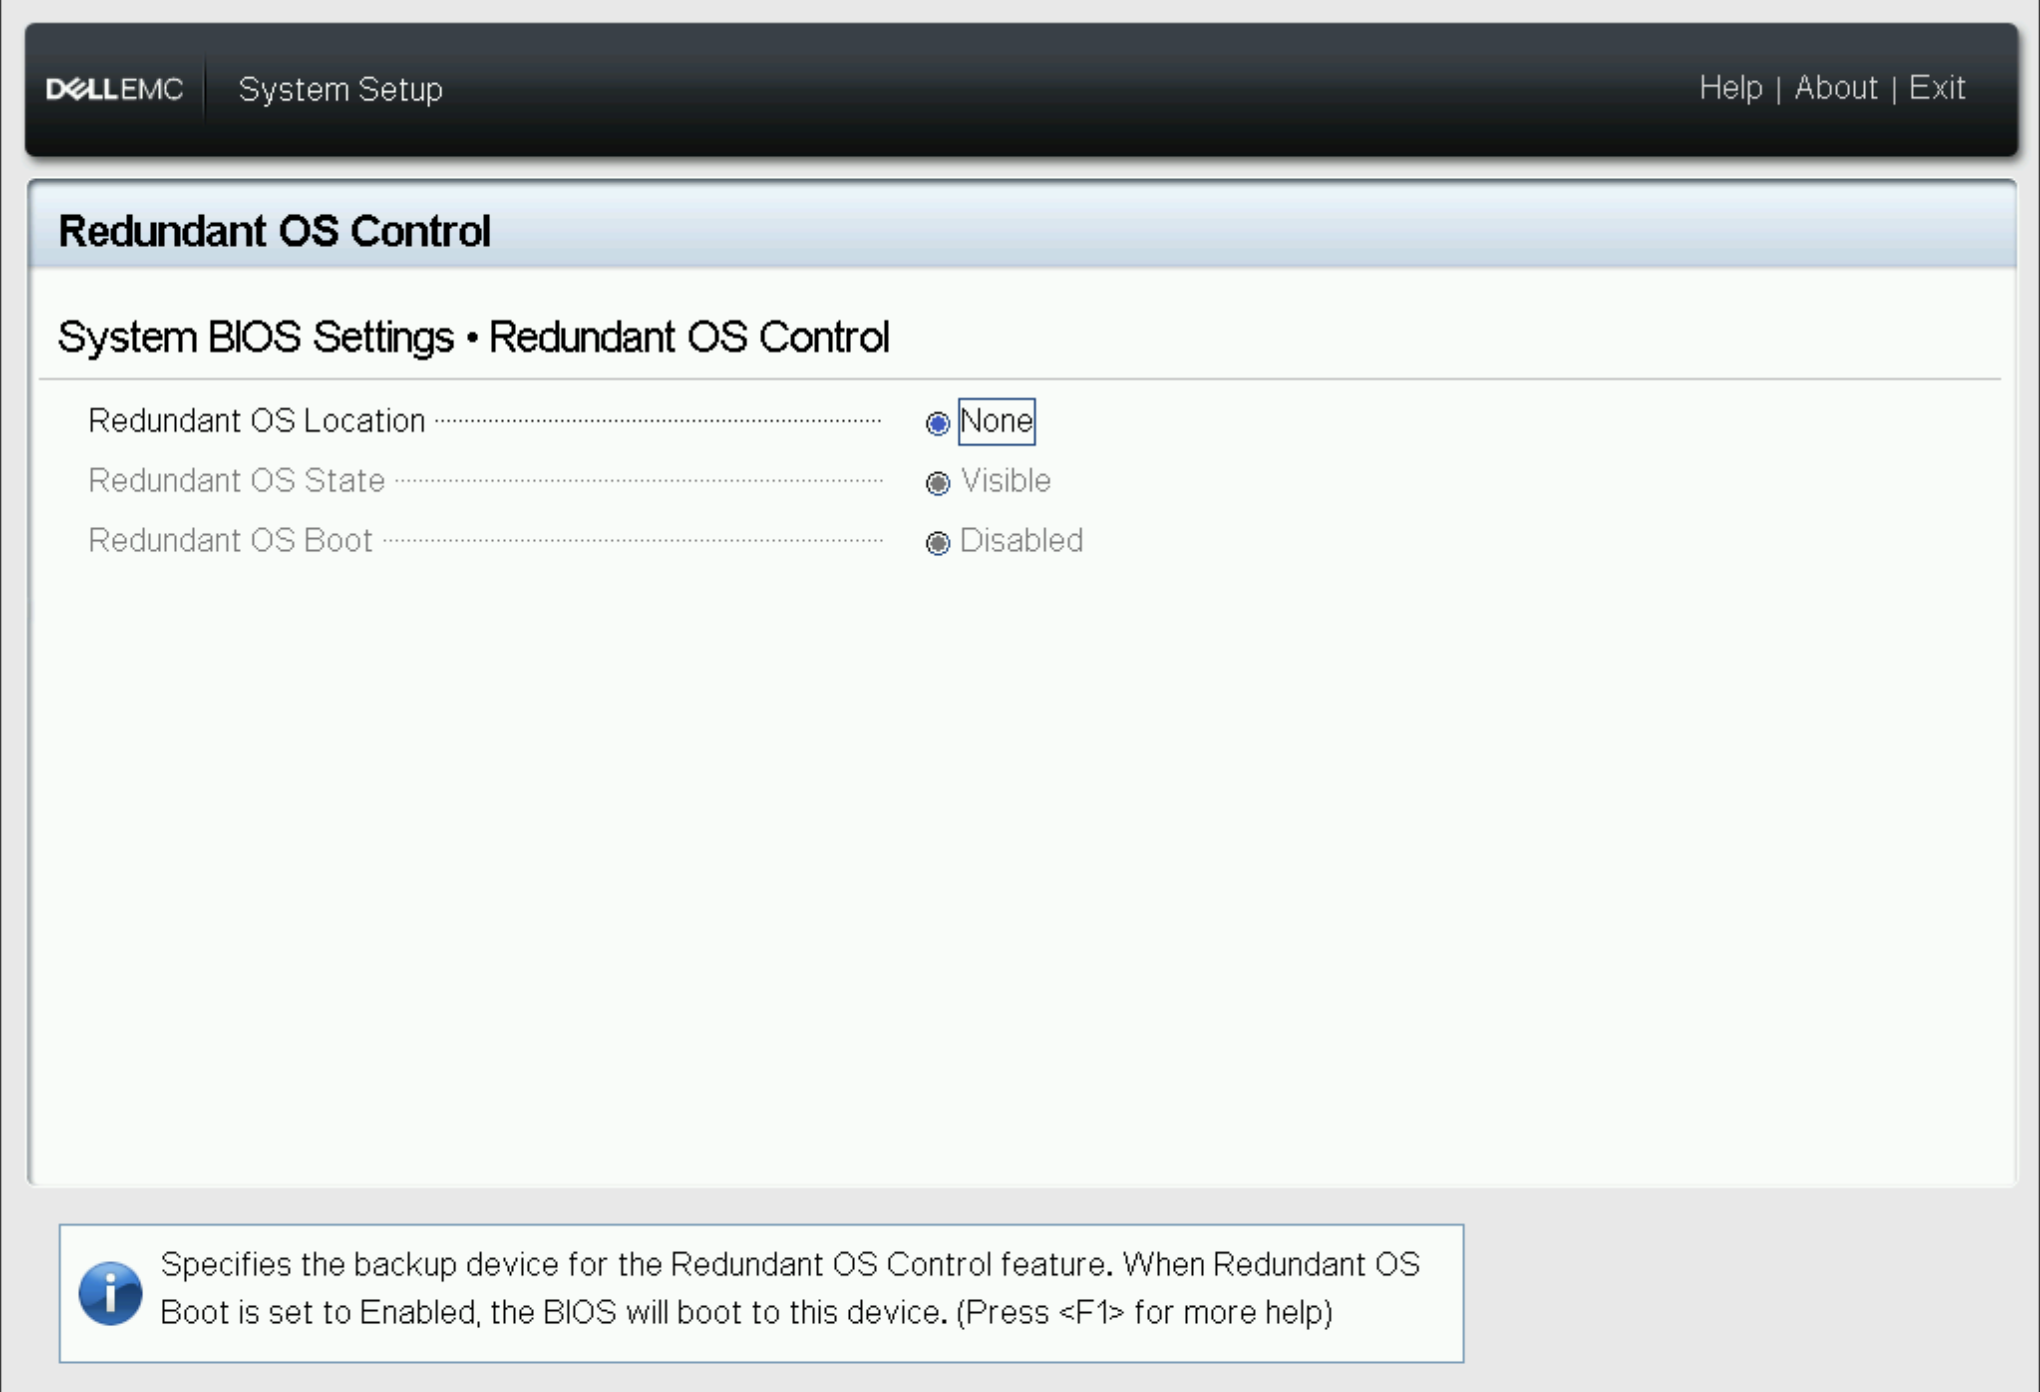 DELLEMC System Setup Help | About | Exit
Redundant OS Control
System BIOS Settings • Redundant OS Control
Redundant OS Location None
Redundant OS State Visible
Redundant OS Boot Disabled
Specifies the backup device for the Redundant OS Control feature. When Redundant OS
Boot is set to Enabled, the BIOS will boot to this device. (Press <F1> for more help)